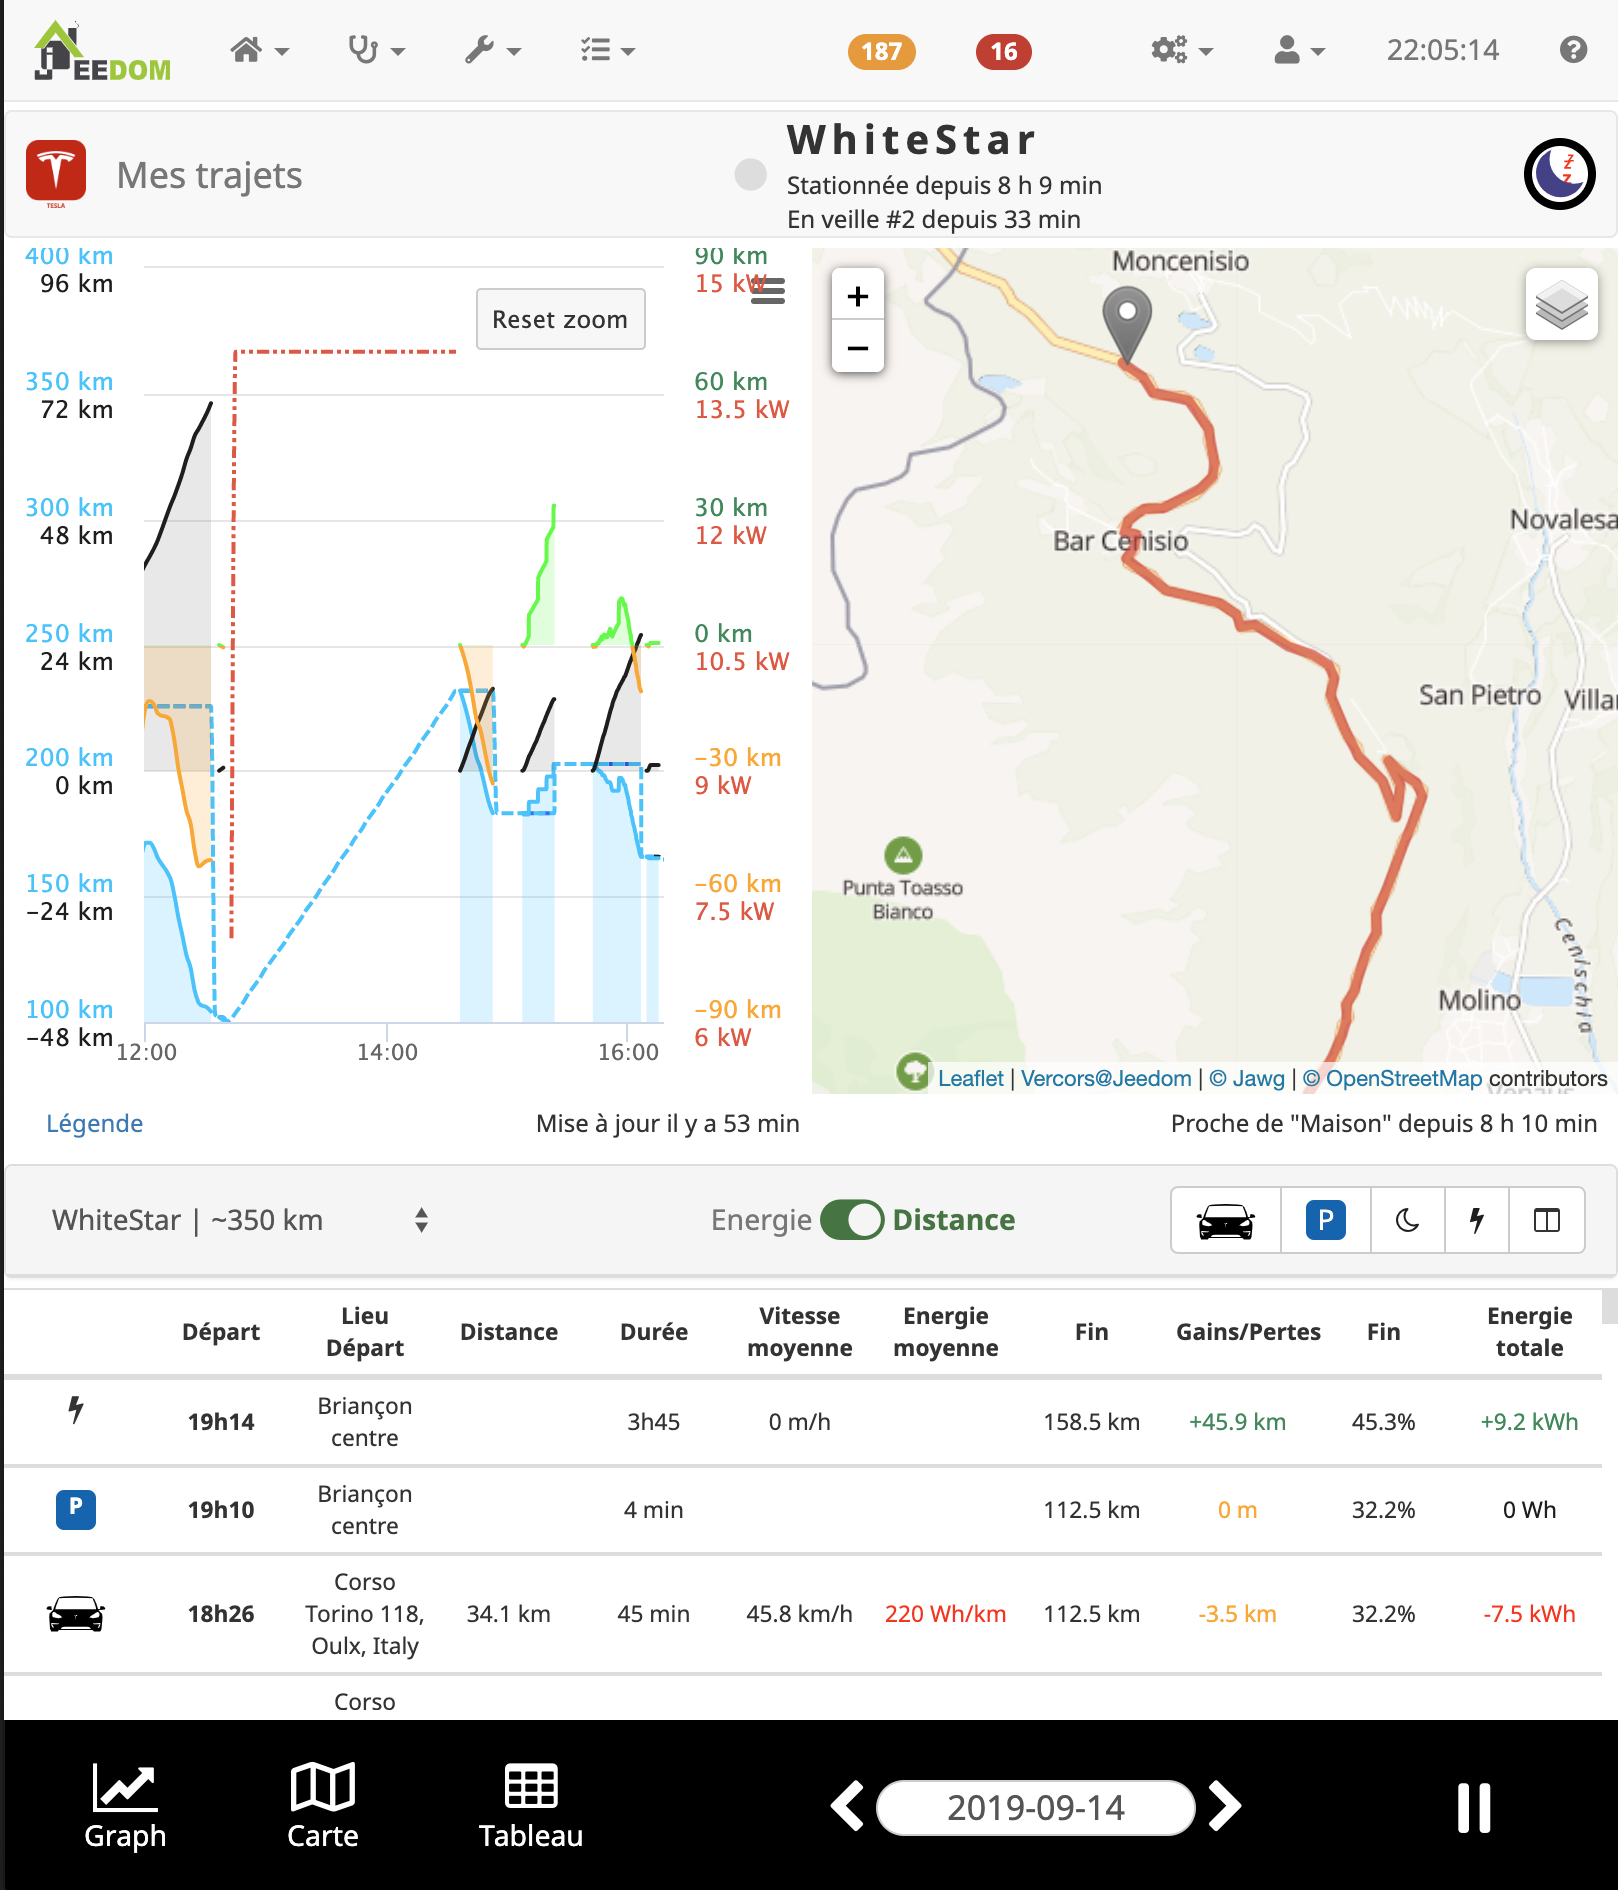 JEEDOM
187
16
22:05:14
TESLA
Mes trajets
WhiteStar
Stationnée depuis 8 h 9 min
En veille #2 depuis 33 min
z
z
400 km
96 km
350 km
72 km
300 km
48 km
250 km
24 km
200 km
0 km
150 km
−24 km
100 km
−48 km
90 km
15 kW
60 km
13.5 kW
30 km
12 kW
0 km
10.5 kW
−30 km
9 kW
−60 km
7.5 kW
−90 km
6 kW
Reset zoom
12:00
14:00
16:00
+
−
Moncenisio
Novalesa
Bar Cenisio
San Pietro
Villar
Punta Toasso
Bianco
Molino
Cenischia
Venaus
Leaflet | Vercors@Jeedom | © Jawg | © OpenStreetMap contributors
Légende
Mise à jour il y a 53 min
Proche de "Maison" depuis 8 h 10 min
WhiteStar | ~350 km
Energie
Distance
P
Départ
Lieu
Départ
Distance
Durée
Vitesse
moyenne
Energie
moyenne
Fin
Gains/Pertes
Fin
Energie
totale
19h14
Briançon
centre
3h45
0 m/h
158.5 km
+45.9 km
45.3%
+9.2 kWh
P
19h10
Briançon
centre
4 min
112.5 km
0 m
32.2%
0 Wh
18h26
Corso
Torino 118,
Oulx, Italy
34.1 km
45 min
45.8 km/h
220 Wh/km
112.5 km
-3.5 km
32.2%
-7.5 kWh
Corso
Graph
Carte
Tableau
2019-09-14